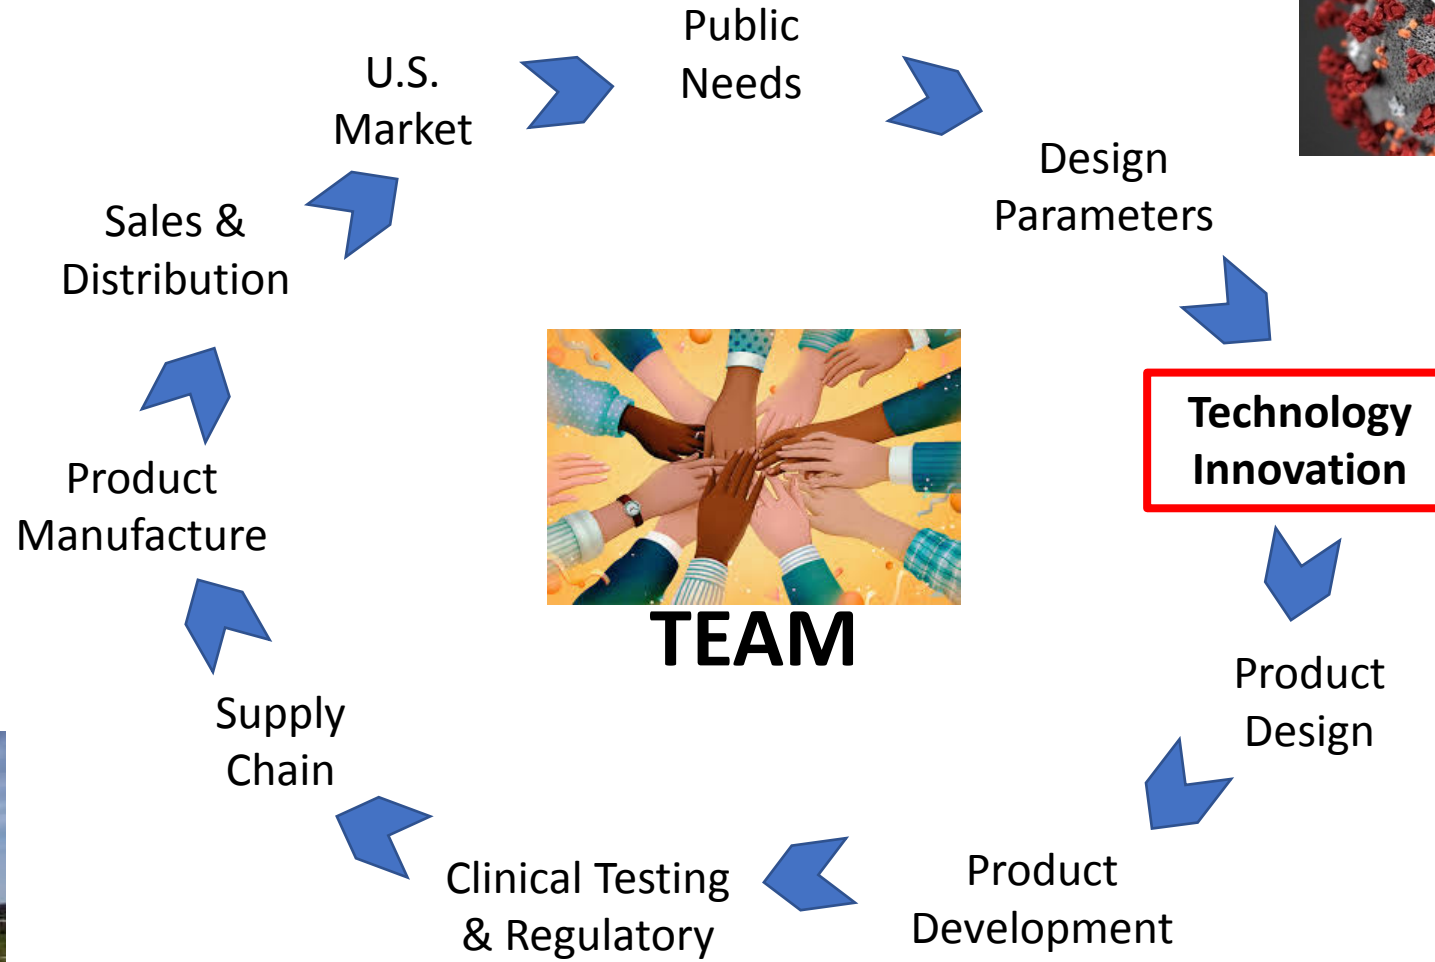 Public
Needs
Design
Parameters
Technology
Innovation
Product
Design
Product
Development
Clinical Testing
& Regulatory
Supply
Chain
Product
Manufacture
Sales &
Distribution
U.S.
Market
TEAM